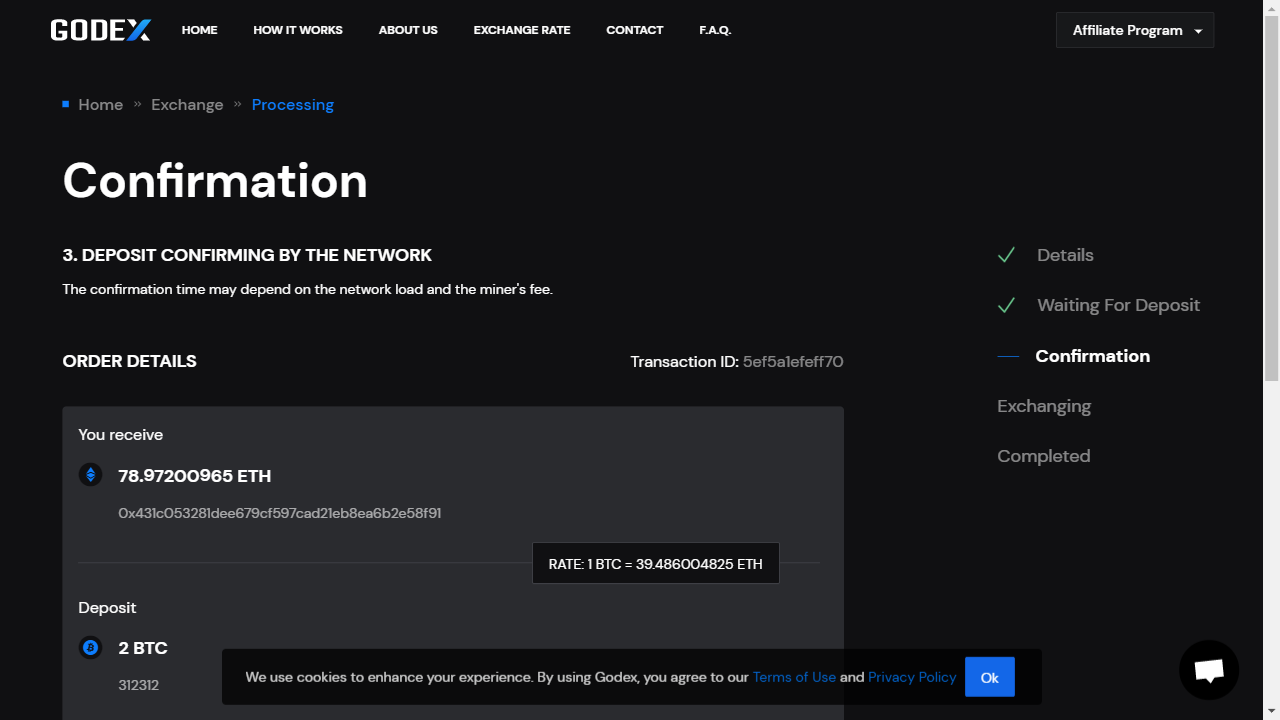 GODEX
HOME
HOW IT WORKS
ABOUT US
EXCHANGE RATE
CONTACT
F.A.Q.
Affiliate Program
Home » Exchange » Processing
Confirmation
3. DEPOSIT CONFIRMING BY THE NETWORK
The confirmation time may depend on the network load and the miner's fee.
Details
Waiting For Deposit
Confirmation
Exchanging
Completed
ORDER DETAILS
Transaction ID: 5ef5a1efeff70
You receive
78.97200965 ETH
0x431c053281dee679cf597cad21eb8ea6b2e58f91
RATE: 1 BTC = 39.486004825 ETH
Deposit
2 BTC
312312
We use cookies to enhance your experience. By using Godex, you agree to our Terms of Use and Privacy Policy
Ok